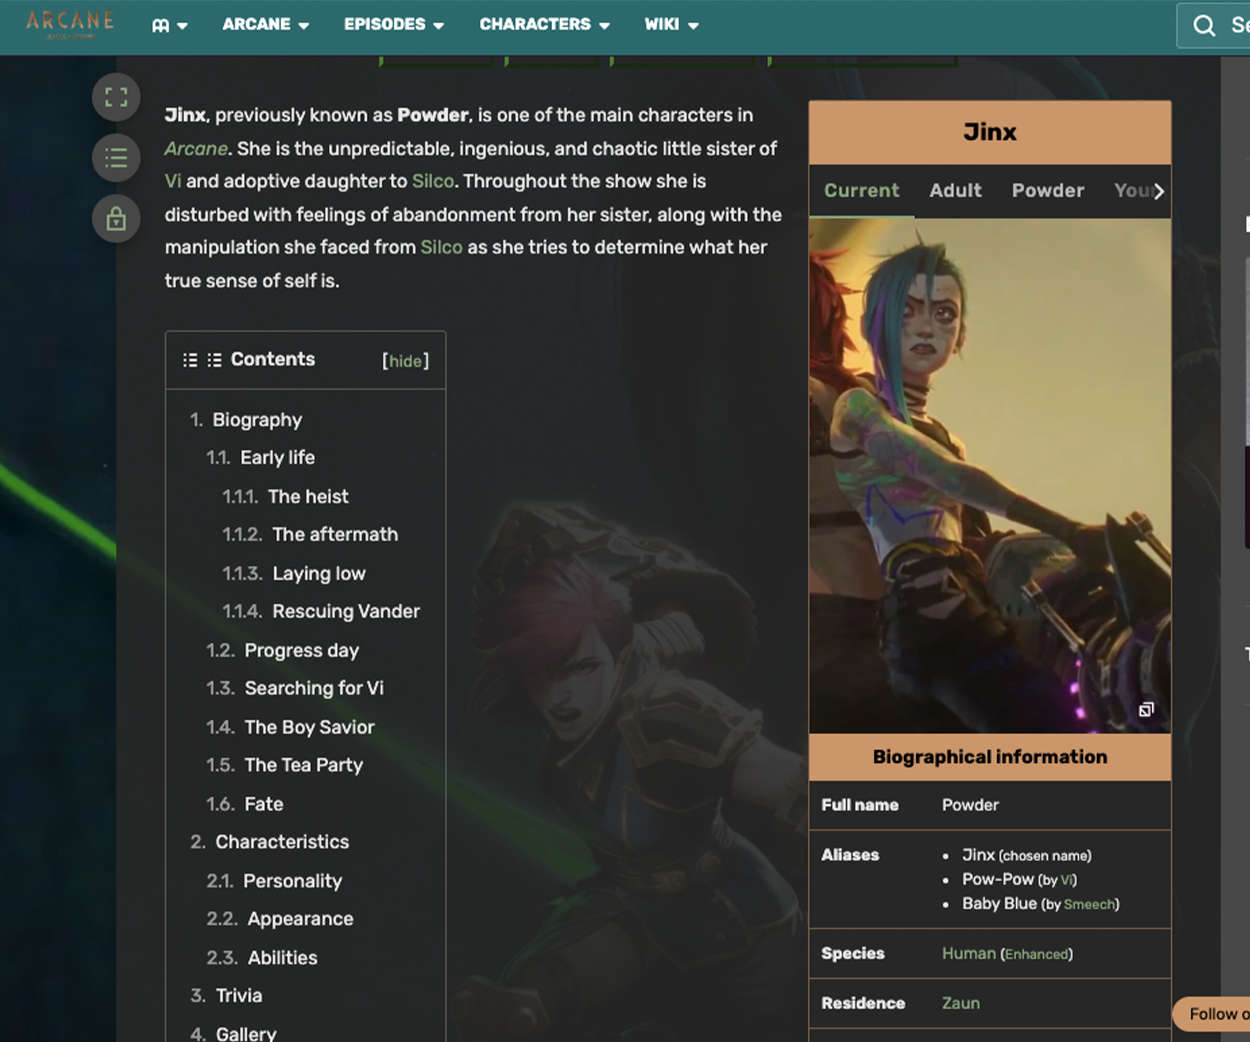 ARCANE
ARCANE
EPISODES
CHARACTERS
WIKI
Jinx, previously known as Powder, is one of the main characters in
Arcane. She is the unpredictable, ingenious, and chaotic little sister of
Vi and adoptive daughter to Silco. Throughout the show she is
disturbed with feelings of abandonment from her sister, along with the
manipulation she faced from Silco as she tries to determine what her
true sense of self is.
Contents [hide]
1. Biography
1.1. Early life
1.1.1. The heist
1.1.2. The aftermath
1.1.3. Laying low
1.1.4. Rescuing Vander
1.2. Progress day
1.3. Searching for Vi
1.4. The Boy Savior
1.5. The Tea Party
1.6. Fate
2. Characteristics
2.1. Personality
2.2. Appearance
2.3. Abilities
3. Trivia
4. Gallery
Jinx
Current Adult Powder
Biographical information
Full name Powder
Aliases
• Jinx (chosen name)
• Pow-Pow (by Vi)
• Baby Blue (by Smeech)
Species Human (Enhanced)
Residence Zaun
Follow